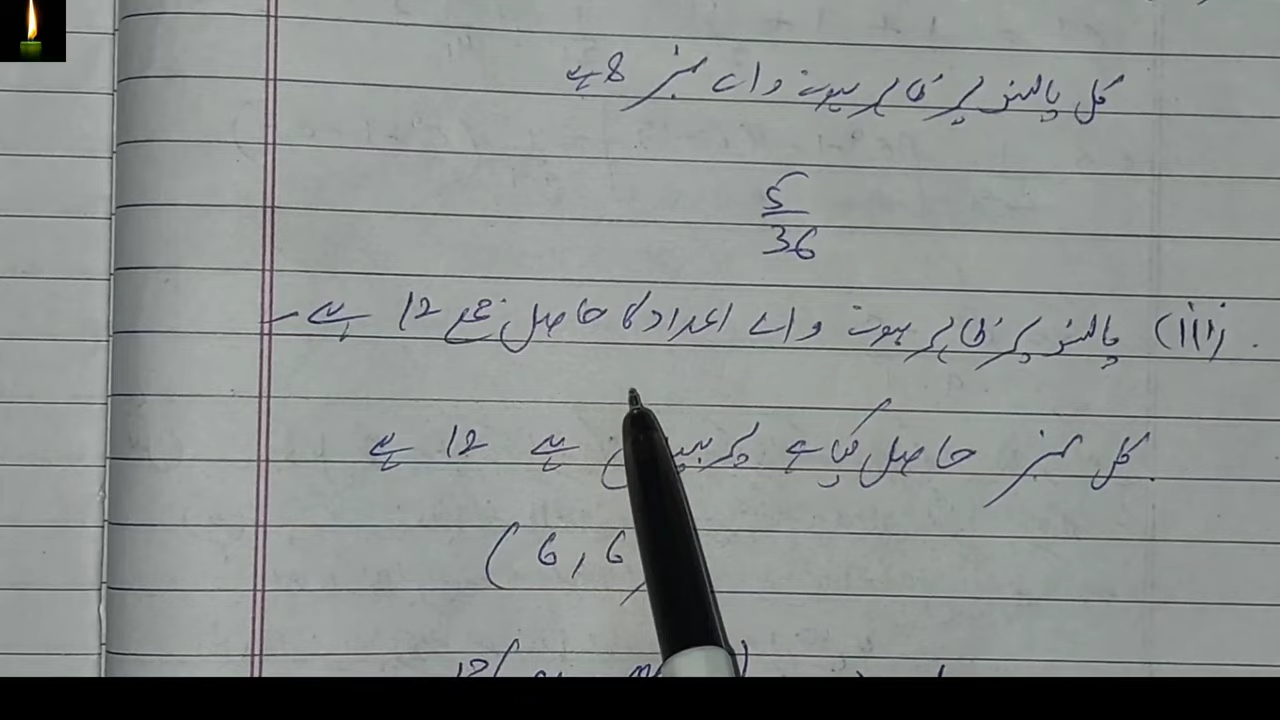 کل پانسوں پر ظاہر ہونے والے نمبر 8 ہے
5/36
(iii) پانسوں پر ظاہر ہونے والے اعداد کا حاصل جمع 12 ہے۔
کل نمبر حاصل کیا ہے ہے 12 ہے
(6, 6)